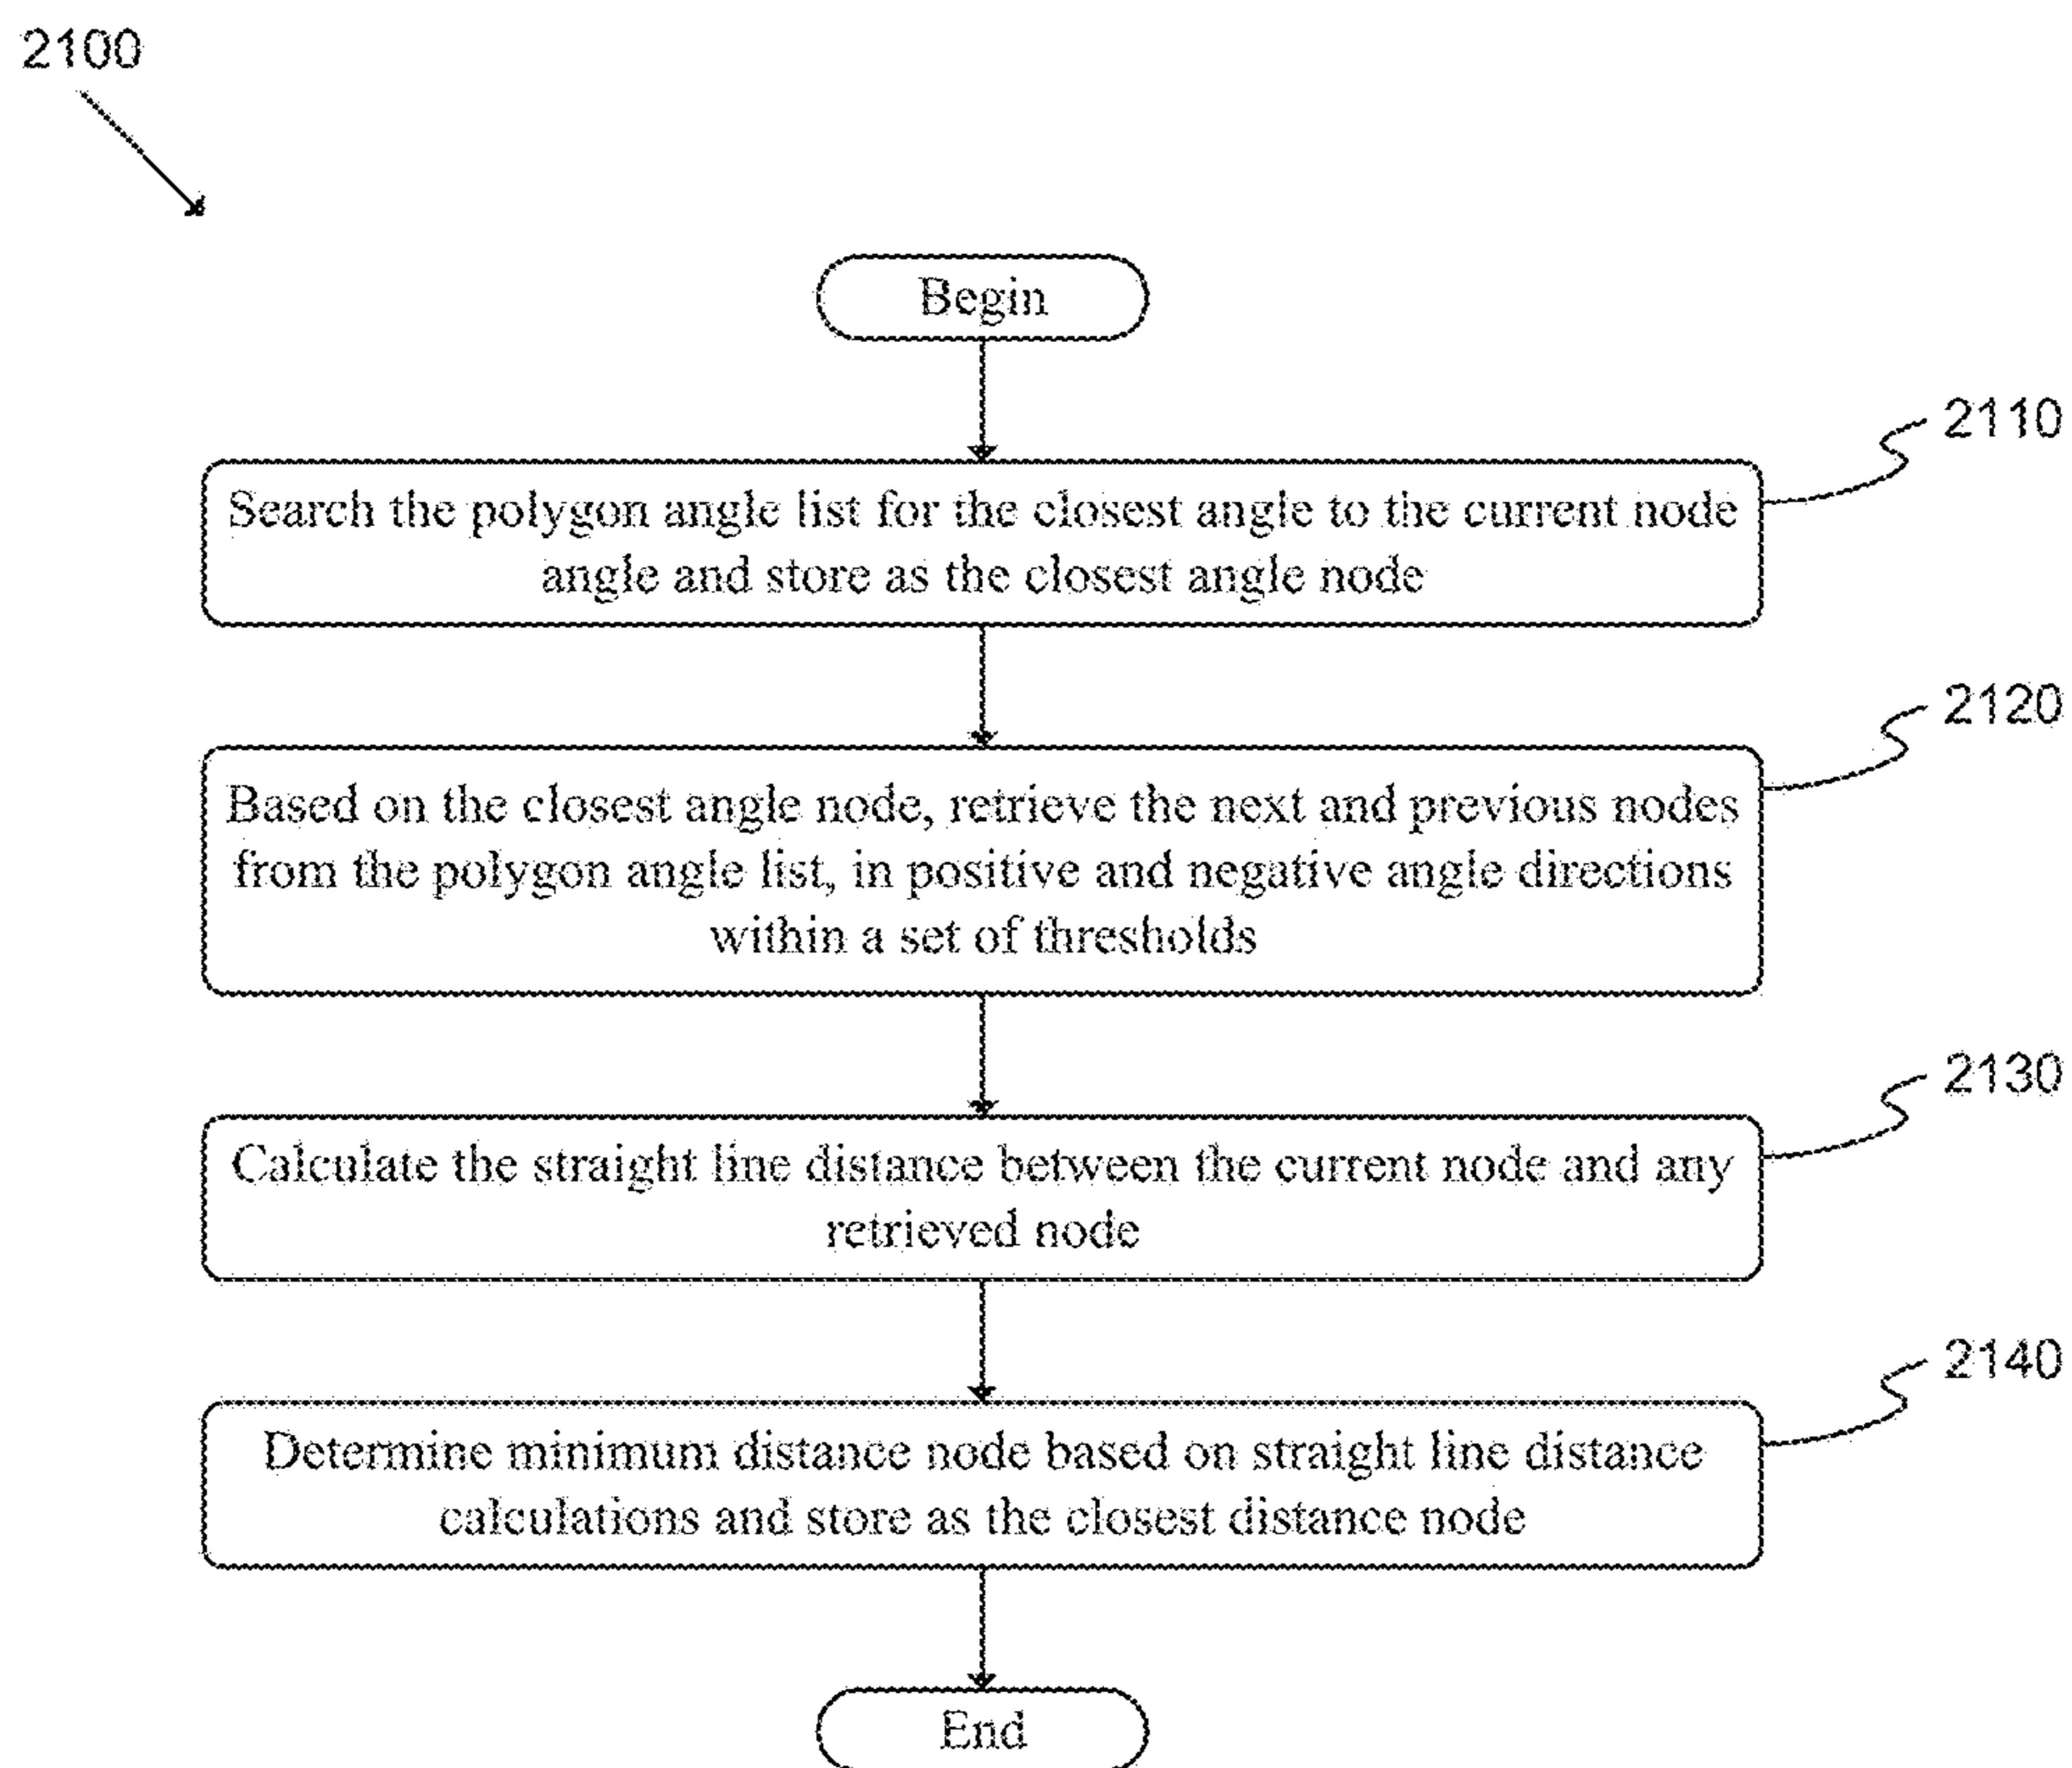 2100
Begin
2110
Search the polygon angle list for the closest angle to the current node
angle and store as the closest angle node
2120
Based on the closest angle node, retrieve the next and previous nodes
from the polygon angle list, in positive and negative angle directions
within a set of thresholds
2130
Calculate the straight line distance between the current node and any
retrieved node
2140
Determine minimum distance node based on straight line distance
calculations and store as the closest distance node
End